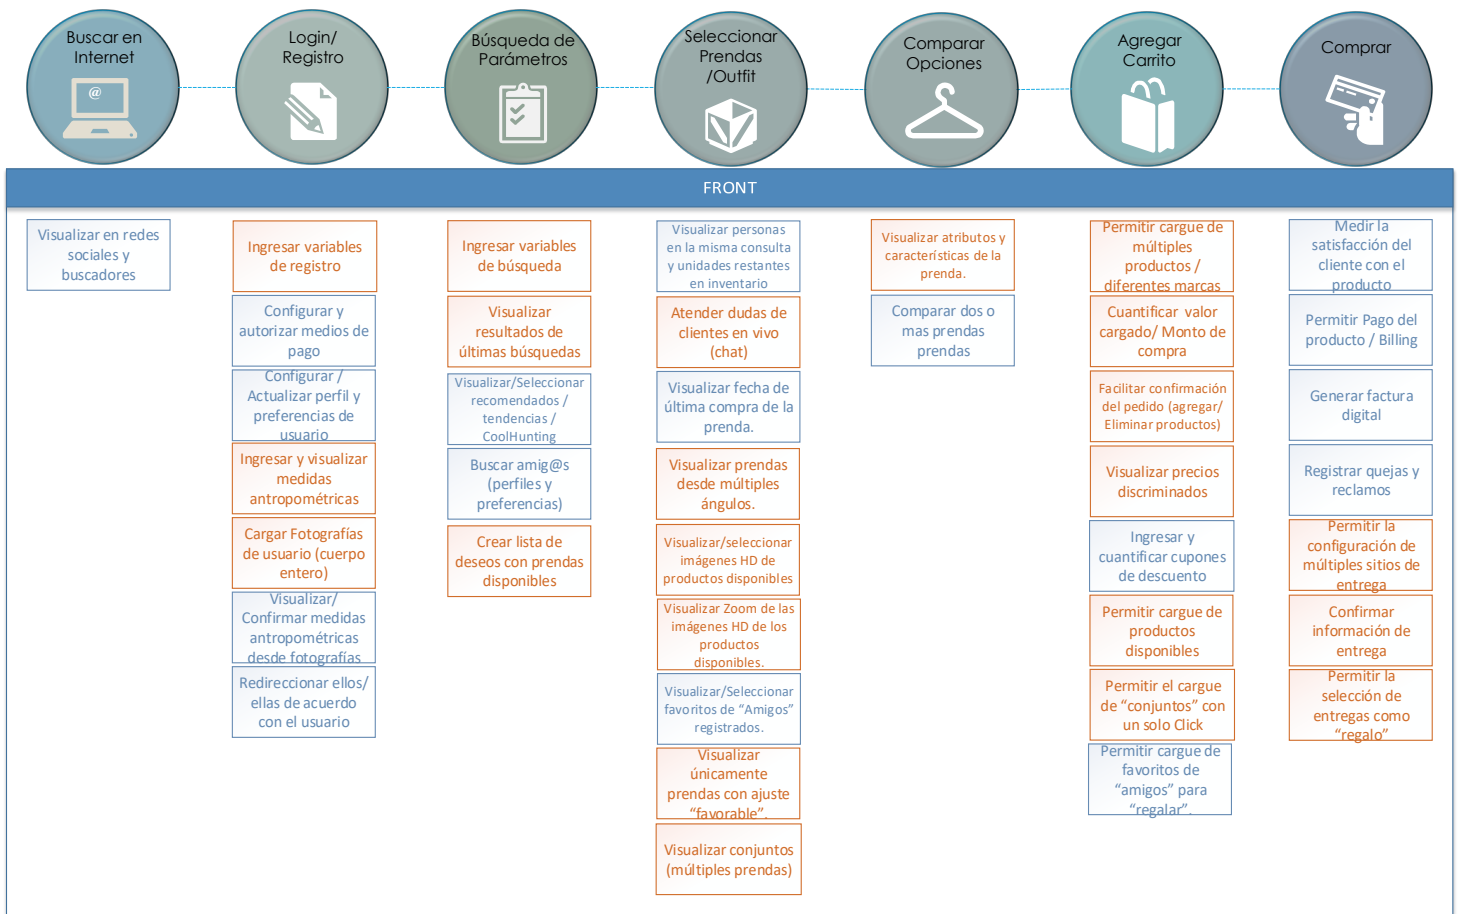 Buscar en
Internet
@
Login/
Registro
Búsqueda de
Parámetros
Seleccionar
Prendas
/Outfit
Comparar
Opciones
Agregar
Carrito
Comprar
FRONT
Visualizar en redes
sociales y
buscadores
Ingresar variables
de registro
Configurar y
autorizar medios de
pago
Configurar /
Actualizar perfil y
preferencias de
usuario
Ingresar y visualizar
medidas
antropométricas
Cargar Fotografías
de usuario (cuerpo
entero)
Visualizar/
Confirmar medidas
antropométricas
desde fotografías
Redireccionar ellos/
ellas de acuerdo
con el usuario
Ingresar variables
de búsqueda
Visualizar
resultados de
últimas búsquedas
Visualizar/Seleccionar
recomendados /
tendencias /
CoolHunting
Buscar amig@s
(perfiles y
preferencias)
Crear lista de
deseos con prendas
disponibles
Visualizar personas
en la misma consulta
y unidades restantes
en inventario
Atender dudas de
clientes en vivo
(chat)
Visualizar fecha de
última compra de la
prenda.
Visualizar prendas
desde múltiples
ángulos.
Visualizar/seleccionar
imágenes HD de
productos disponibles
Visualizar Zoom de las
imágenes HD de los
productos
disponibles.
Visualizar/Seleccionar
favoritos de “Amigos”
registrados.
Visualizar
únicamente
prendas con ajuste
“favorable”.
Visualizar conjuntos
(múltiples prendas)
Visualizar atributos y
características de la
prenda.
Comparar dos o
mas prendas
prendas
Permitir cargue de
múltiples
productos /
diferentes marcas
Cuantificar valor
cargado/ Monto de
compra
Facilitar confirmación
del pedido (agregar/
Eliminar productos)
Visualizar precios
discriminados
Ingresar y
cuantificar cupones
de descuento
Permitir cargue de
productos
disponibles
Permitir el cargue
de “conjuntos” con
un solo Click
Permitir cargue de
favoritos de
“amigos” para
“regalar”.
Medir la
satisfacción del
cliente con el
producto
Permitir Pago del
producto / Billing
Generar factura
digital
Registrar quejas y
reclamos
Permitir la
configuración de
múltiples sitios de
entrega
Confirmar
información de
entrega
Permitir la
selección de
entregas como
“regalo”